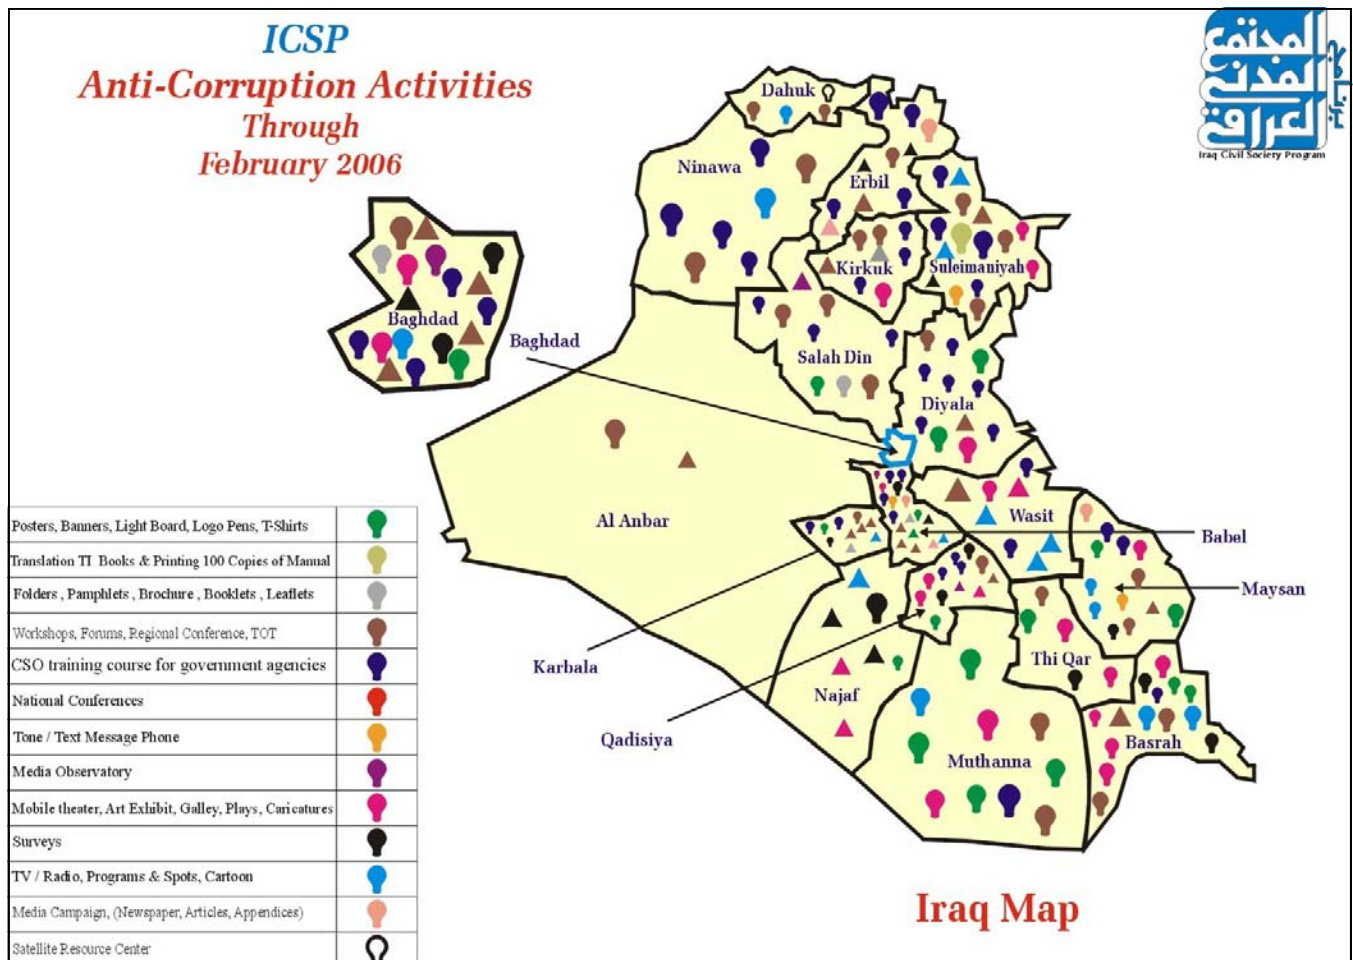 ICSP
Anti-Corruption Activities
Through
February 2006
المجتمع
المدني
العراقي
برنامج
Iraq Civil Society Program
Dahuk
Ninawa
Erbil
Kirkuk
Suleimaniyah
Baghdad
Baghdad
Salah Din
Diyala
Al Anbar
Wasit
Babel
Maysan
Karbala
Najaf
Qadisiya
Thi Qar
Muthanna
Basrah
Posters, Banners, Light Board, Logo Pens, T-Shirts
Translation TI Books & Printing 100 Copies of Manual
Folders , Pamphlets , Brochure , Booklets , Leaflets
Workshops, Forums, Regional Conference, TOT
CSO training course for government agencies
National Conferences
Tone / Text Message Phone
Media Observatory
Mobile theater, Art Exhibit, Galley, Plays, Caricatures
Surveys
TV / Radio, Programs & Spots, Cartoon
Media Campaign, (Newspaper, Articles, Appendices)
Satellite Resource Center
Iraq Map